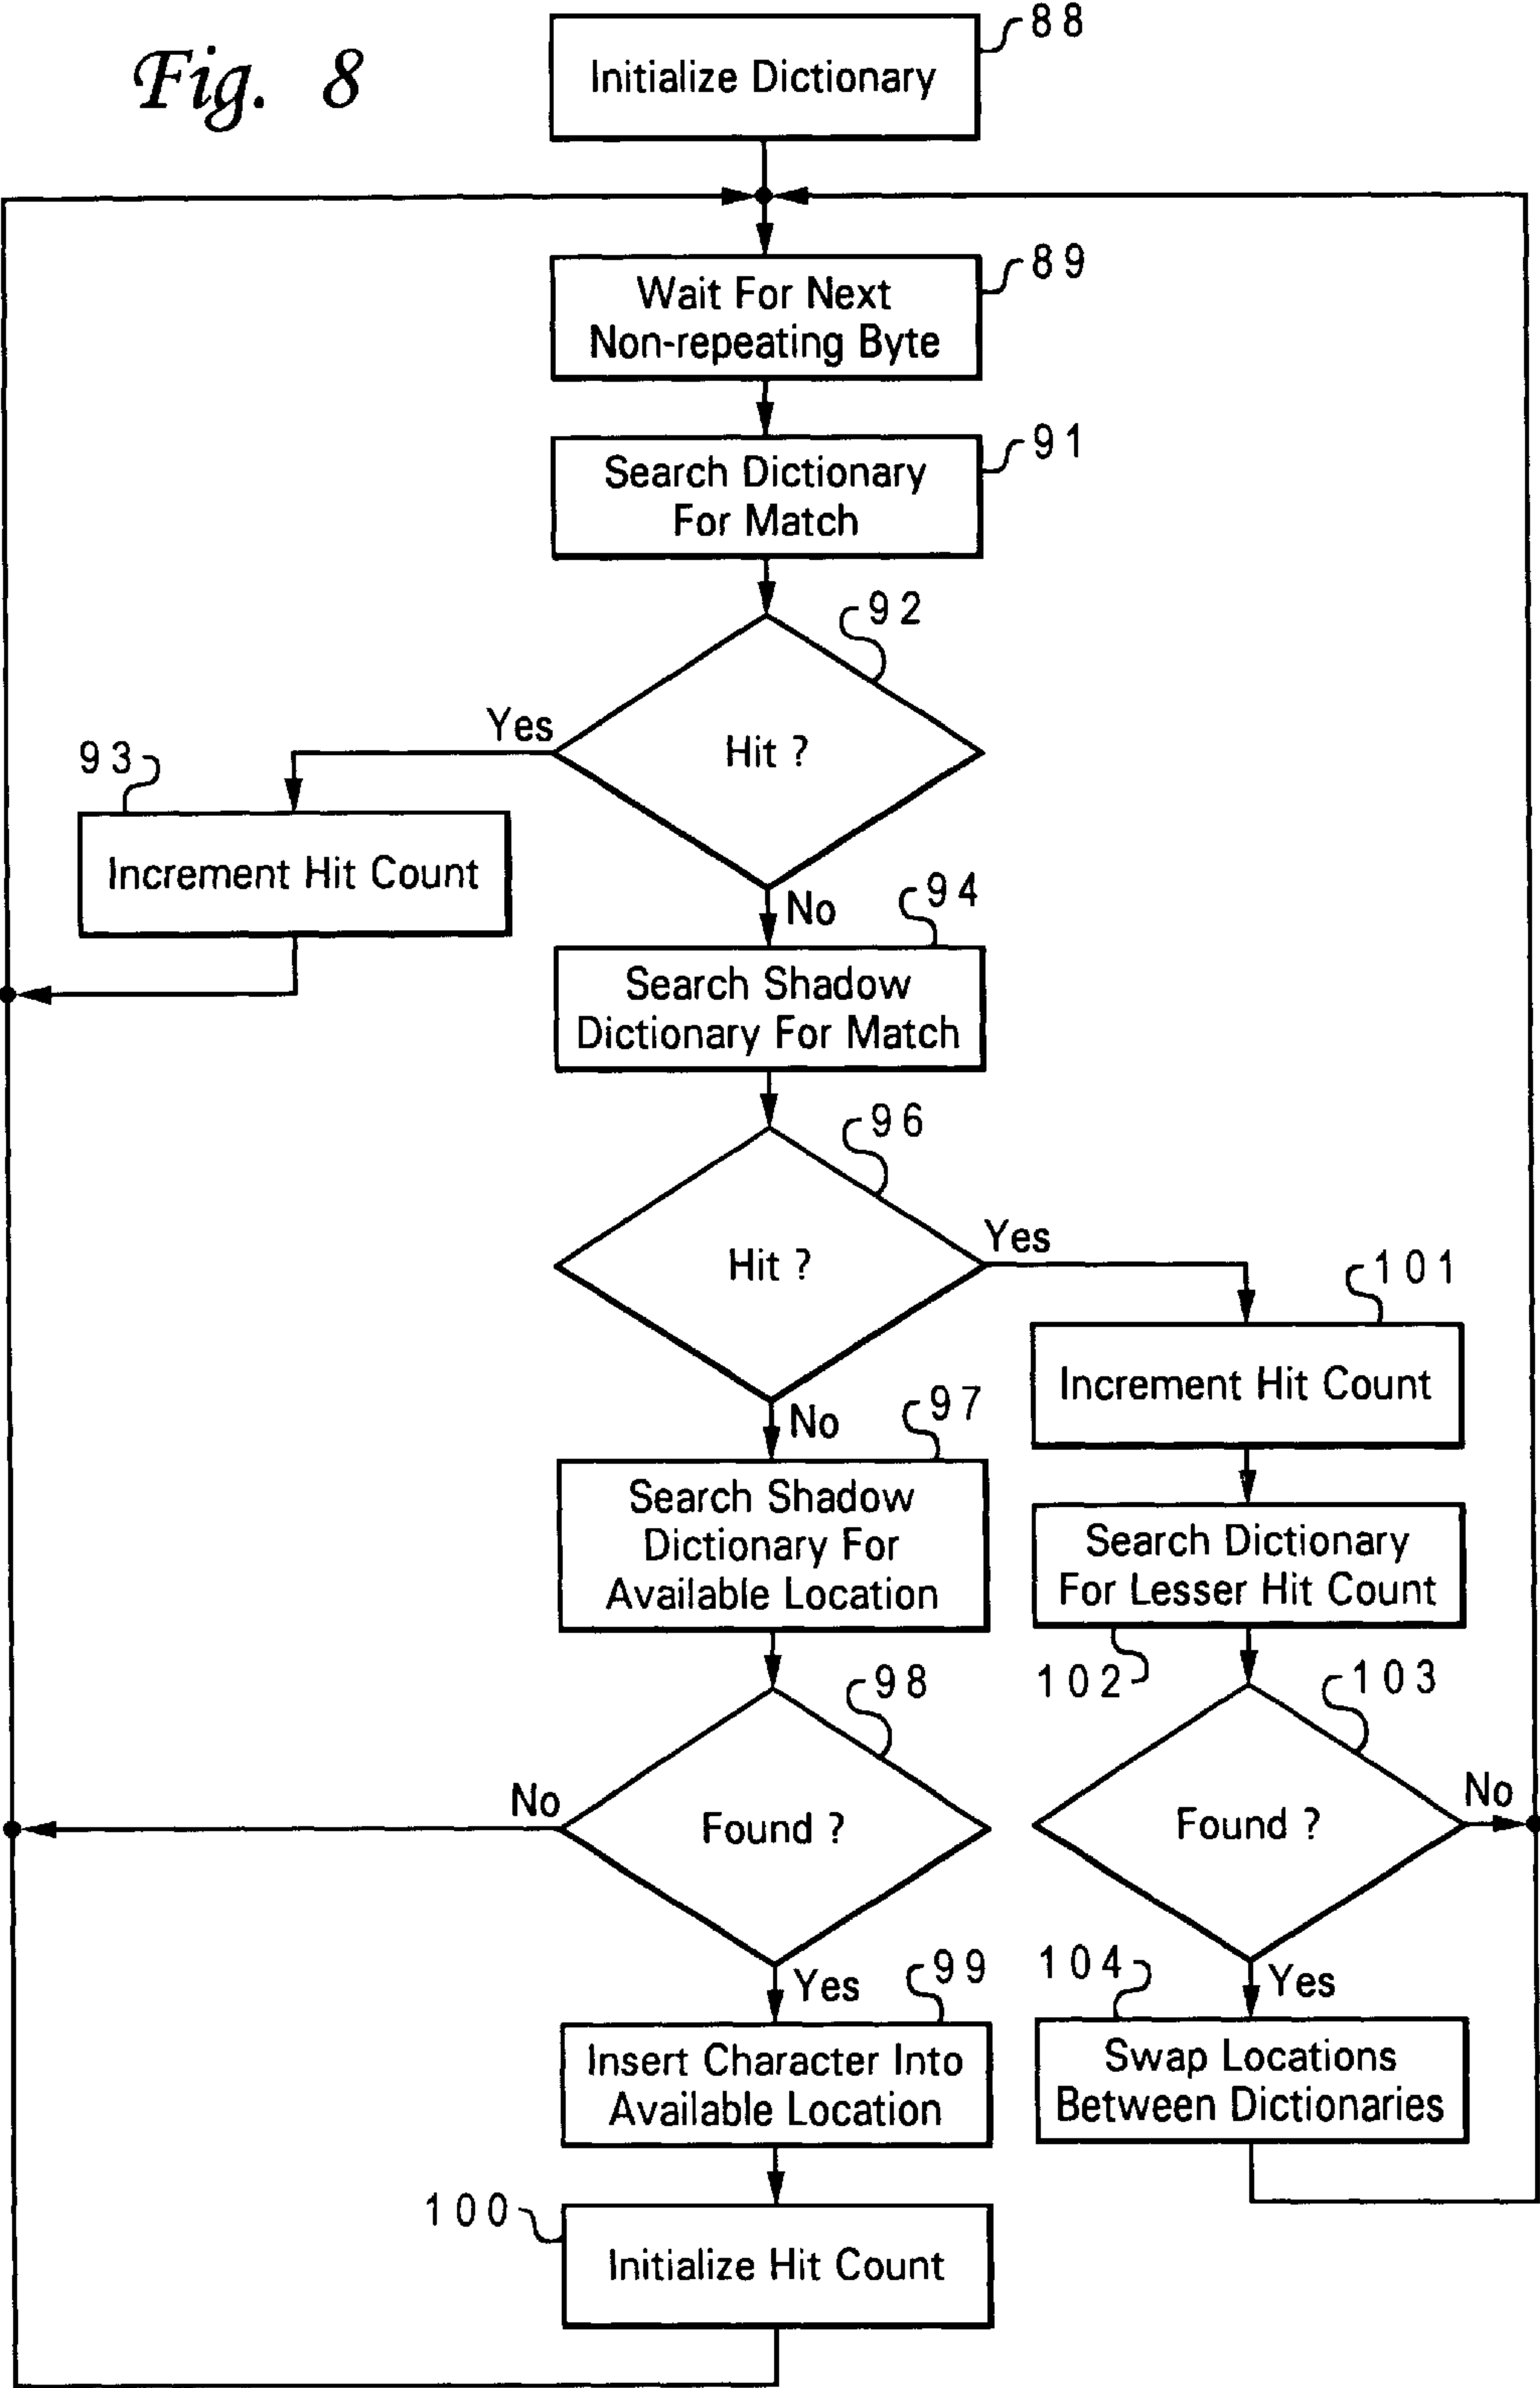 Fig. 8
88
Initialize Dictionary
89
Wait For Next
Non-repeating Byte
91
Search Dictionary
For Match
92
Hit ?
Yes
93
Increment Hit Count
No
94
Search Shadow
Dictionary For Match
96
Hit ?
Yes
101
Increment Hit Count
No
97
Search Shadow
Dictionary For
Available Location
Search Dictionary
For Lesser Hit Count
102
98
Found ?
No
103
Found ?
No
Yes
99
Insert Character Into
Available Location
104
Yes
Swap Locations
Between Dictionaries
100
Initialize Hit Count